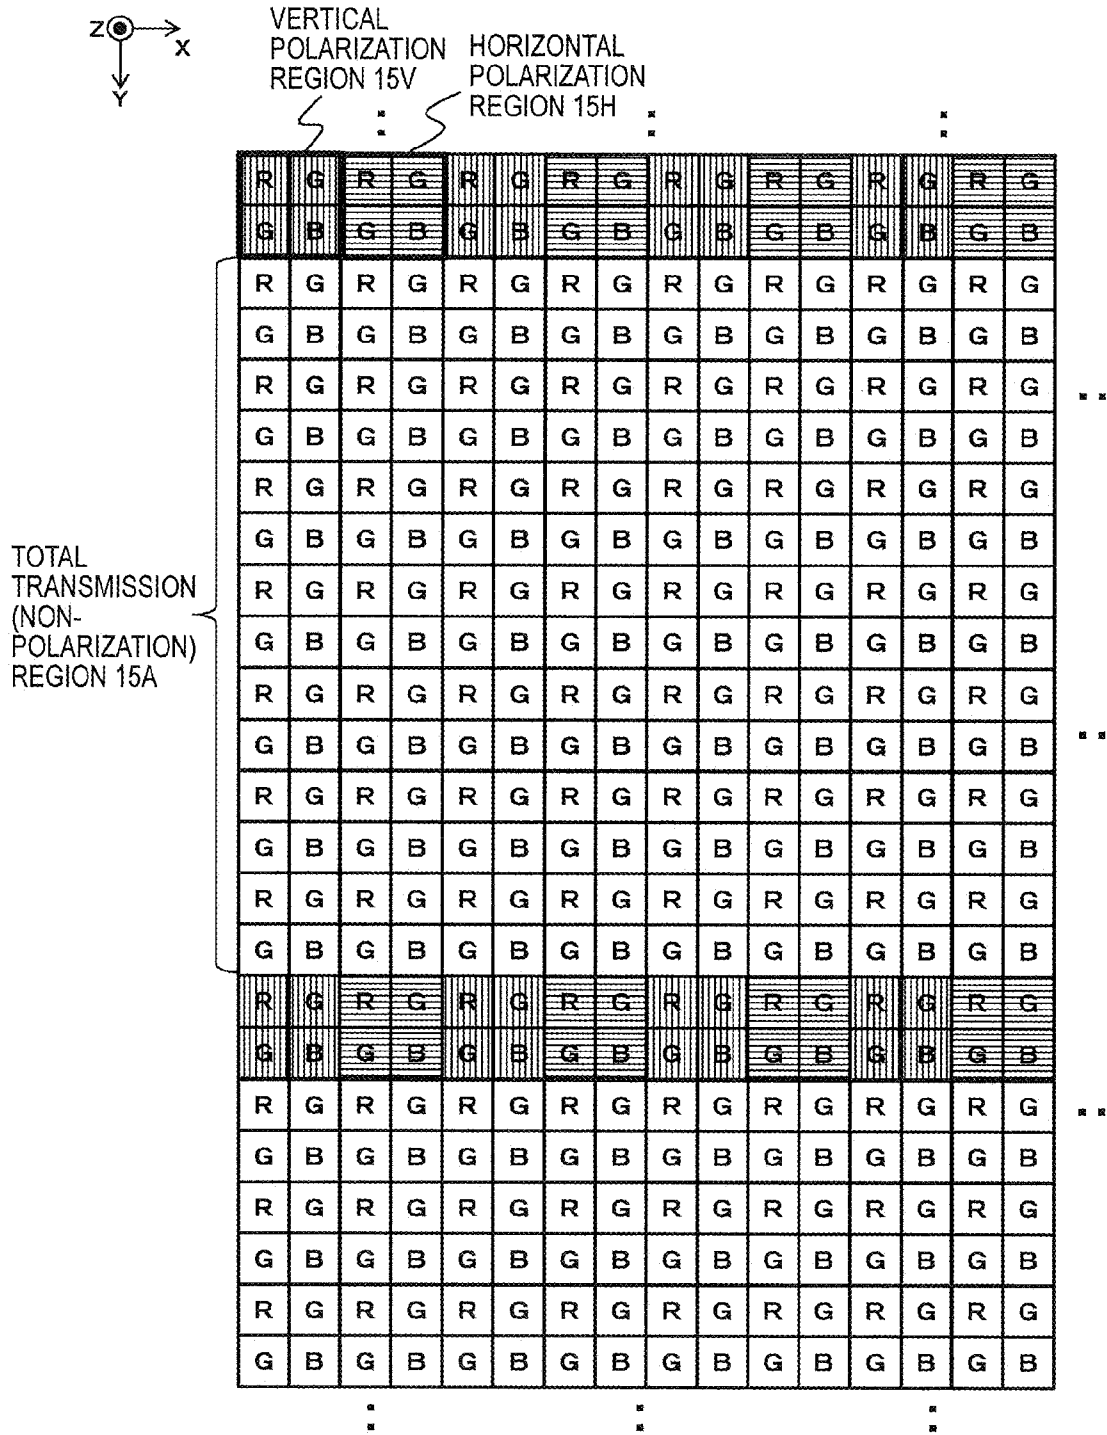 Z X
Y
VERTICAL
POLARIZATION
REGION 15V
HORIZONTAL
POLARIZATION
REGION 15H
R G R G R G R G R G R G R G R G
G B G B G B G B G B G B G B G B
R G R G R G R G R G R G R G R G
G B G B G B G B G B G B G B G B
R G R G R G R G R G R G R G R G
G B G B G B G B G B G B G B G B
R G R G R G R G R G R G R G R G
G B G B G B G B G B G B G B G B
TOTAL
TRANSMISSION
(NON-
POLARIZATION)
REGION 15A
R G R G R G R G R G R G R G R G
G B G B G B G B G B G B G B G B
R G R G R G R G R G R G R G R G
G B G B G B G B G B G B G B G B
R G R G R G R G R G R G R G R G
G B G B G B G B G B G B G B G B
R G R G R G R G R G R G R G R G
G B G B G B G B G B G B G B G B
R G R G R G R G R G R G R G R G
G B G B G B G B G B G B G B G B
R G R G R G R G R G R G R G R G
G B G B G B G B G B G B G B G B
R G R G R G R G R G R G R G R G
G B G B G B G B G B G B G B G B
R G R G R G R G R G R G R G R G
G B G B G B G B G B G B G B G B